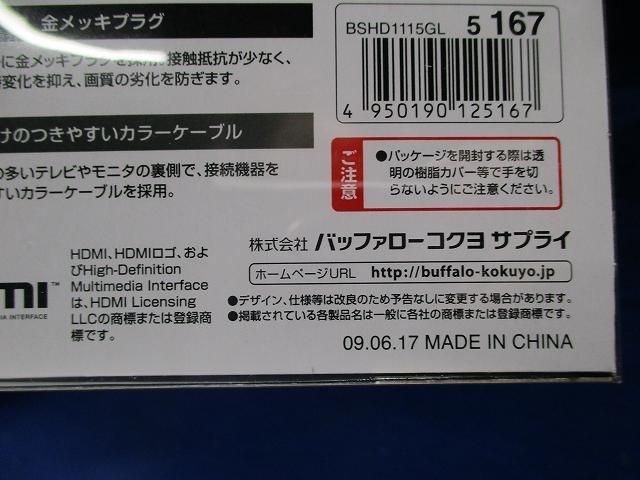 金メッキプラグ
に金メッキプラグを採用。接触抵抗が少なく、
変化を抑え、画質の劣化を防ぎます。
けのつきやすいカラーケーブル
の多いテレビやモニタの裏側で、接続機器を
すいカラーケーブルを採用。
BSHD1115GL 5 167
4 950190 125167
ご注意
●パッケージを開封する際は透
明の樹脂カバー等で手を切
らないようにご注意ください。
HDMI、HDMIロゴ、およ
びHigh-Definition
Multimedia Interface
は、HDMI Licensing
LLCの商標または登録商
標です。
MI™
MEDIA INTERFACE
株式会社 バッファローコクヨ サプライ
ホームページURL http://buffalo-kokuyo.jp
●デザイン、仕様等は改良のため予告なしに変更する場合があります。
●掲載されている各製品名は一般に各社の商標または登録商標です。
09.06.17 MADE IN CHINA